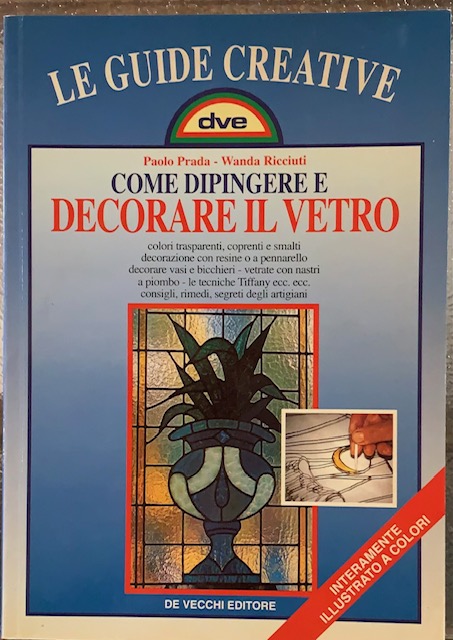 LE GUIDE CREATIVE
dve
Paolo Prada - Wanda Ricciuti
COME DIPINGERE E
DECORARE IL VETRO
colori trasparenti, coprenti e smalti
decorazione con resine o a pennarello
decorare vasi e bicchieri - vetrate con nastri
a piombo - le tecniche Tiffany ecc. ecc.
consigli, rimedi, segreti degli artigiani
INTERAMENTE
ILLUSTRATO A COLORI
DE VECCHI EDITORE